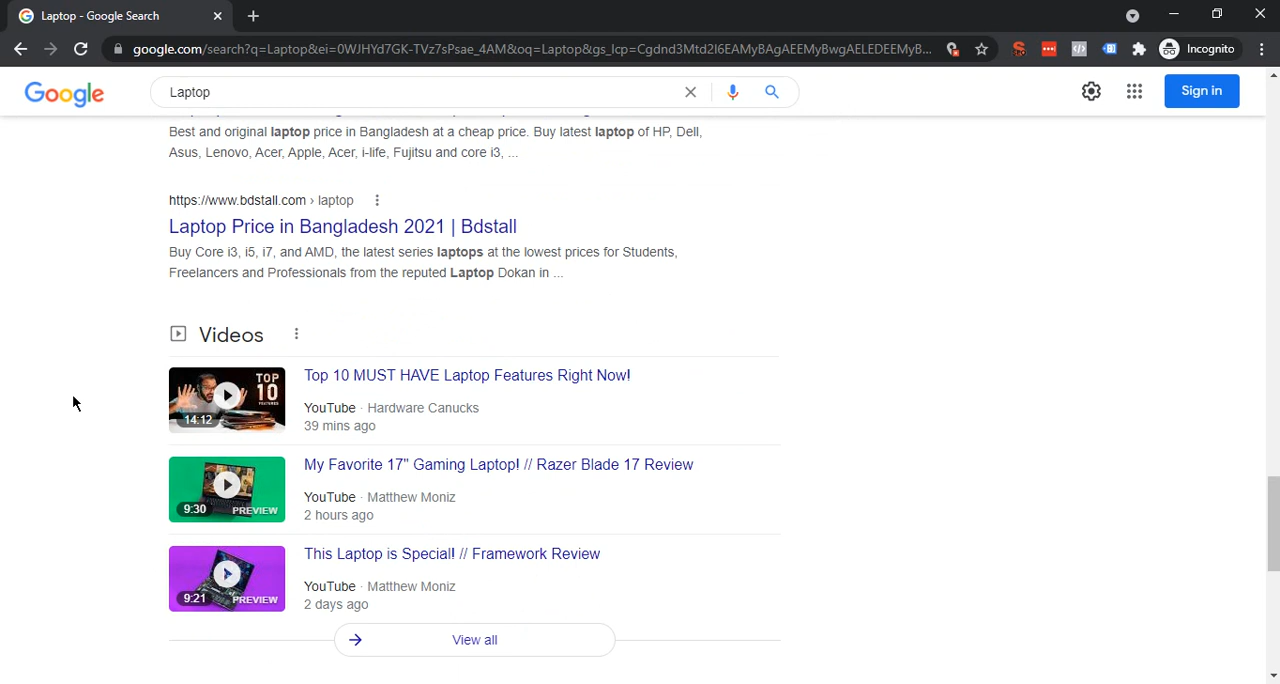 Laptop - Google Search
google.com/search?q=Laptop&ei=0WJHYd7GK-TVz7sPsae_4AM&oq=Laptop&gs_lcp=Cgdnd3Mtd2l6EAMyBAgAEEMyBwgAELEDEEMyB...
Incognito
Google
Laptop
Sign in
Best and original laptop price in Bangladesh at a cheap price. Buy latest laptop of HP, Dell,
Asus, Lenovo, Acer, Apple, Acer, i-life, Fujitsu and core i3, ...
https://www.bdstall.com › laptop
Laptop Price in Bangladesh 2021 | Bdstall
Buy Core i3, i5, i7, and AMD, the latest series laptops at the lowest prices for Students,
Freelancers and Professionals from the reputed Laptop Dokan in ...
Videos
TOP
10
FEATURES
14:12
Top 10 MUST HAVE Laptop Features Right Now!
YouTube · Hardware Canucks
39 mins ago
9:30
PREVIEW
My Favorite 17" Gaming Laptop! // Razer Blade 17 Review
YouTube · Matthew Moniz
2 hours ago
9:21
PREVIEW
This Laptop is Special! // Framework Review
YouTube · Matthew Moniz
2 days ago
View all